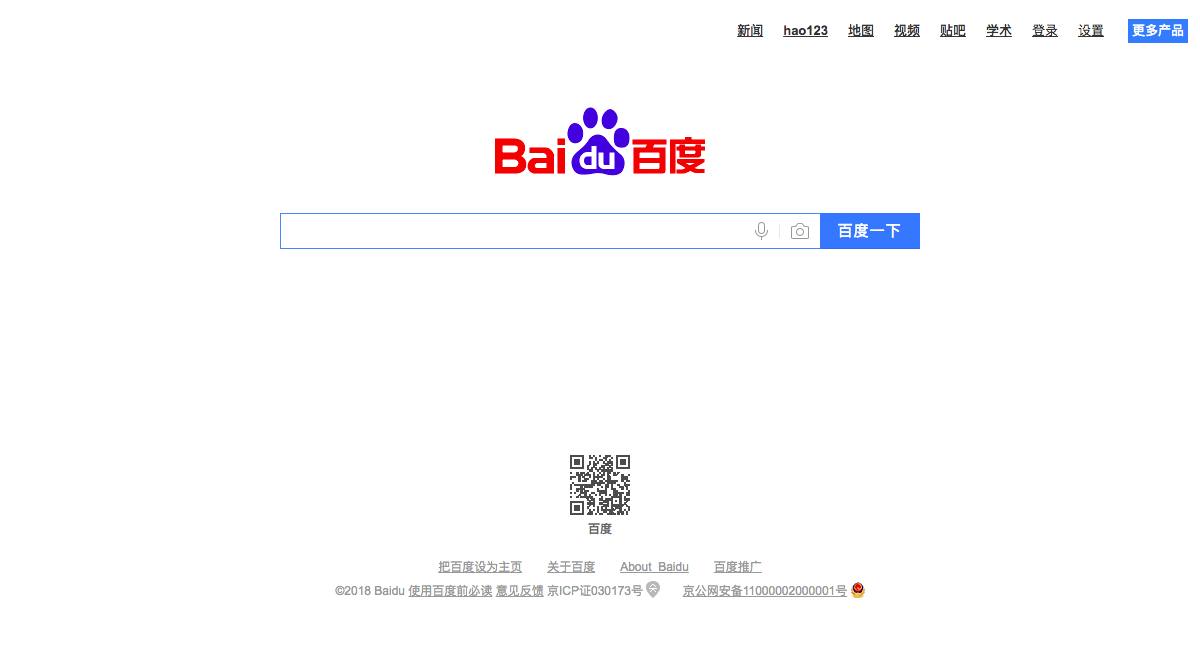 新闻 hao123 地图 视频 贴吧 学术 登录 设置 更多产品
Bai du 百度
百度一下
百度
把百度设为主页 关于百度 About Baidu 百度推广
©2018 Baidu 使用百度前必读 意见反馈 京ICP证030173号 京公网安备11000002000001号